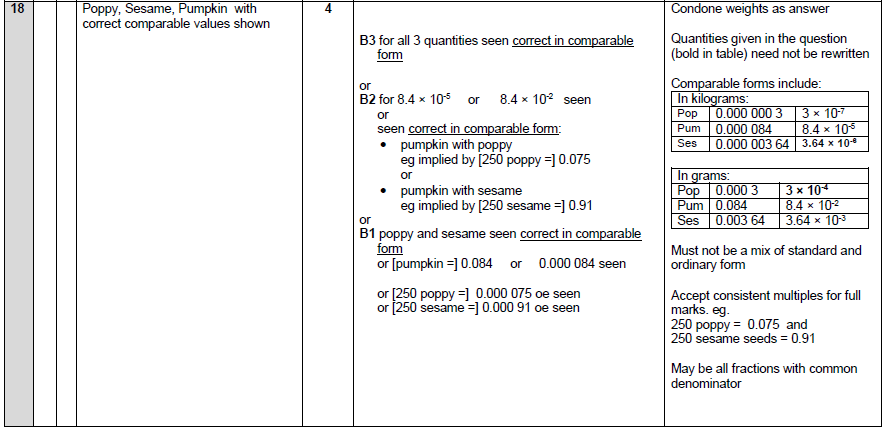 18
Poppy, Sesame, Pumpkin with
correct comparable values shown
4
B3 for all 3 quantities seen correct in comparable
form
or
B2 for 8.4 × 10⁻⁵ or 8.4 × 10⁻² seen
or
seen correct in comparable form:
• pumpkin with poppy
eg implied by [250 poppy =] 0.075
or
• pumpkin with sesame
eg implied by [250 sesame =] 0.91
or
B1 poppy and sesame seen correct in comparable
form
or [pumpkin =] 0.084 or 0.000 084 seen
or [250 poppy =] 0.000 075 oe seen
or [250 sesame =] 0.000 91 oe seen
Condone weights as answer
Quantities given in the question
(bold in table) need not be rewritten
Comparable forms include:
In kilograms:
Pop 0.000 000 3 3 × 10⁻⁷
Pum 0.000 084 8.4 × 10⁻⁵
Ses 0.000 003 64 3.64 × 10⁻⁶
In grams:
Pop 0.000 3 3 × 10⁻⁴
Pum 0.084 8.4 × 10⁻²
Ses 0.003 64 3.64 × 10⁻³
Must not be a mix of standard and
ordinary form
Accept consistent multiples for full
marks. eg.
250 poppy = 0.075 and
250 sesame seeds = 0.91
May be all fractions with common
denominator